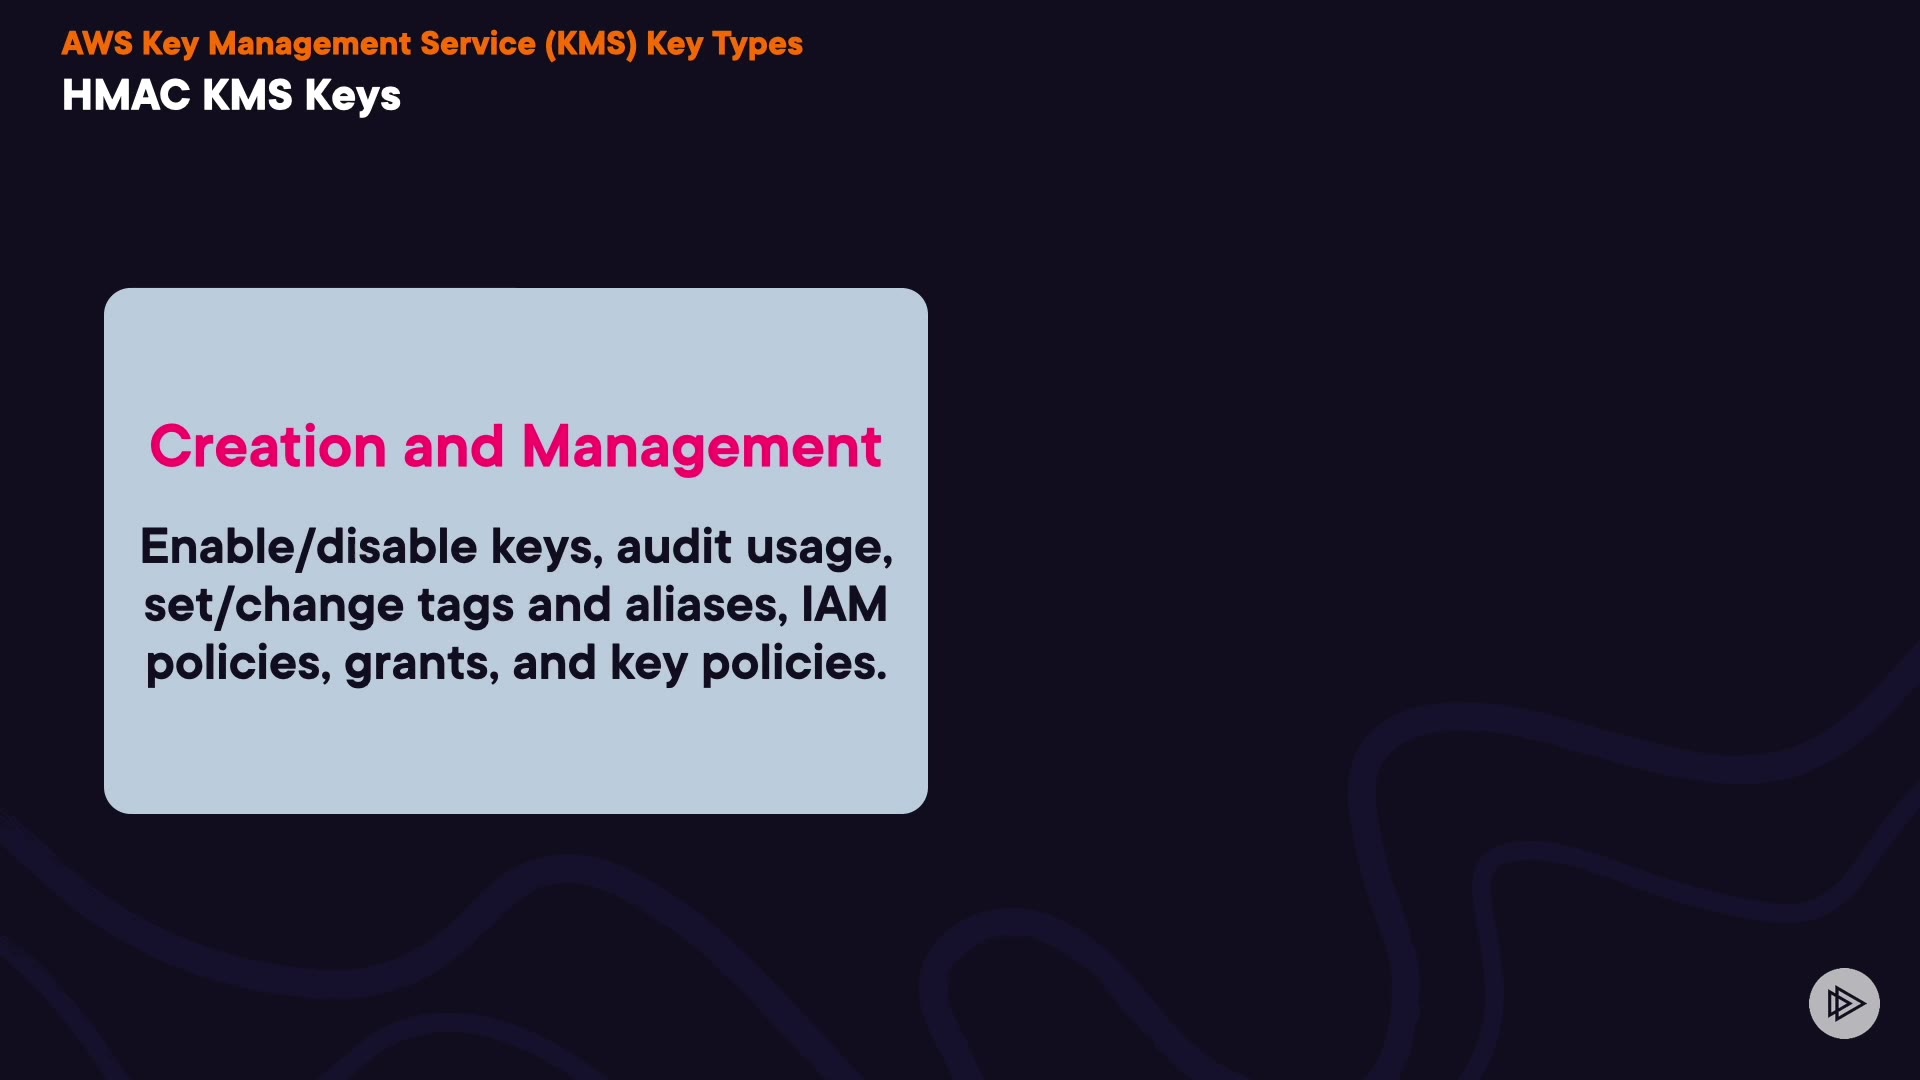 AWS Key Management Service (KMS) Key Types
HMAC KMS Keys
Creation and Management
Enable/disable keys, audit usage,
set/change tags and aliases, IAM
policies, grants, and key policies.